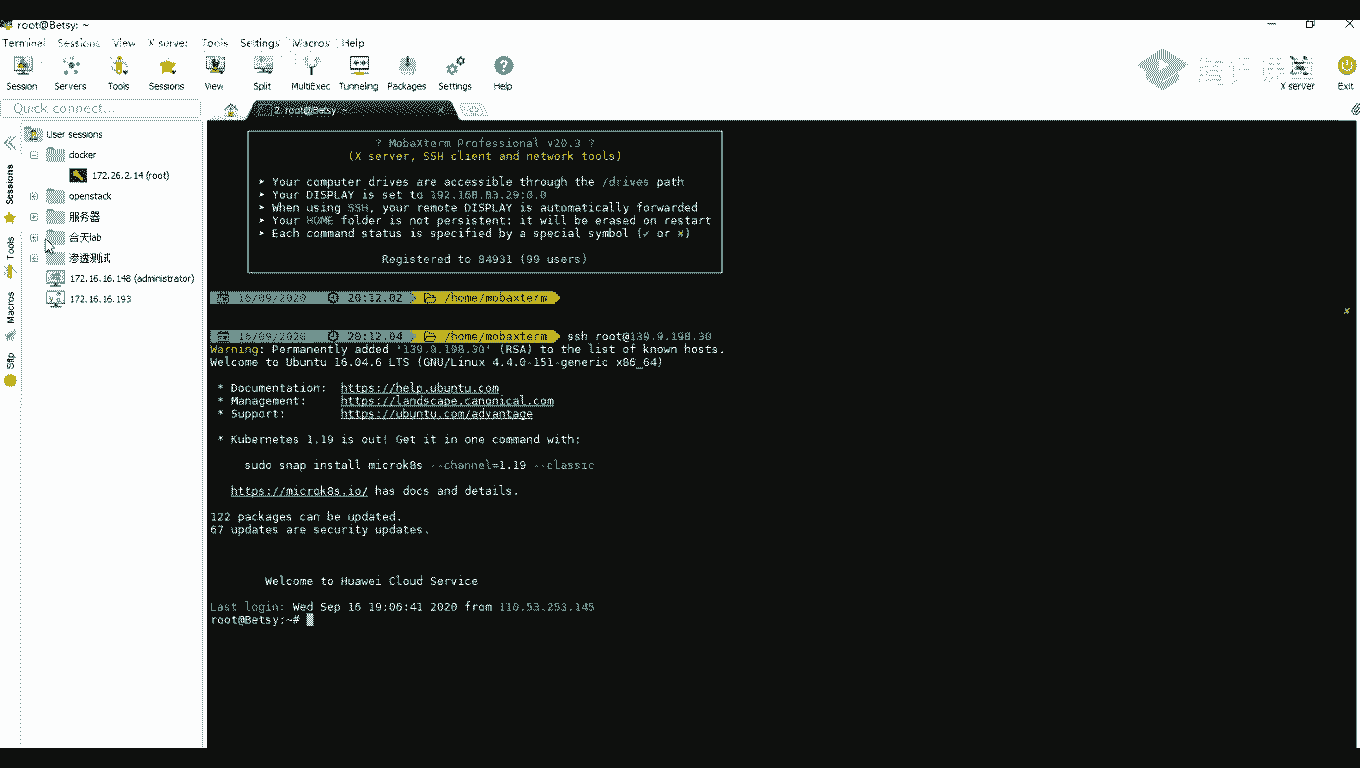 root@Betsy: ~
Terminal Sessions View X server Tools Settings Macros Help
Session Servers Tools Sessions View Split MultiExec Tunneling Packages Settings Help X server Exit
Quick connect...
2. root@Betsy: ~
User sessions
docker
172.26.2.14 (root)
openstack
服务器
合天lab
渗透测试
172.16.16.148 (administrator)
172.16.16.193
Sessions
Tools
Macros
Sftp
? MobaXterm Professional v20.3 ?
(X server, SSH client and network tools)
➤ Your computer drives are accessible through the /drives path
➤ Your DISPLAY is set to 192.168.83.29:0.0
➤ When using SSH, your remote DISPLAY is automatically forwarded
➤ Your HOME folder is not persistent: it will be erased on restart
➤ Each command status is specified by a special symbol (✓ or ✗)
Registered to 84931 (99 users)
16/09/2020 20:12.02 /home/mobaxterm
16/09/2020 20:12.04 /home/mobaxterm ssh root@139.9.198.30
Warning: Permanently added '139.9.198.30' (RSA) to the list of known hosts.
Welcome to Ubuntu 16.04.6 LTS (GNU/Linux 4.4.0-151-generic x86_64)
* Documentation: https://help.ubuntu.com
* Management: https://landscape.canonical.com
* Support: https://ubuntu.com/advantage
* Kubernetes 1.19 is out! Get it in one command with:
sudo snap install microk8s --channel=1.19 --classic
https://microk8s.io/ has docs and details.
122 packages can be updated.
67 updates are security updates.
Welcome to Huawei Cloud Service
Last login: Wed Sep 16 19:06:41 2020 from 110.53.253.145
root@Betsy:~#